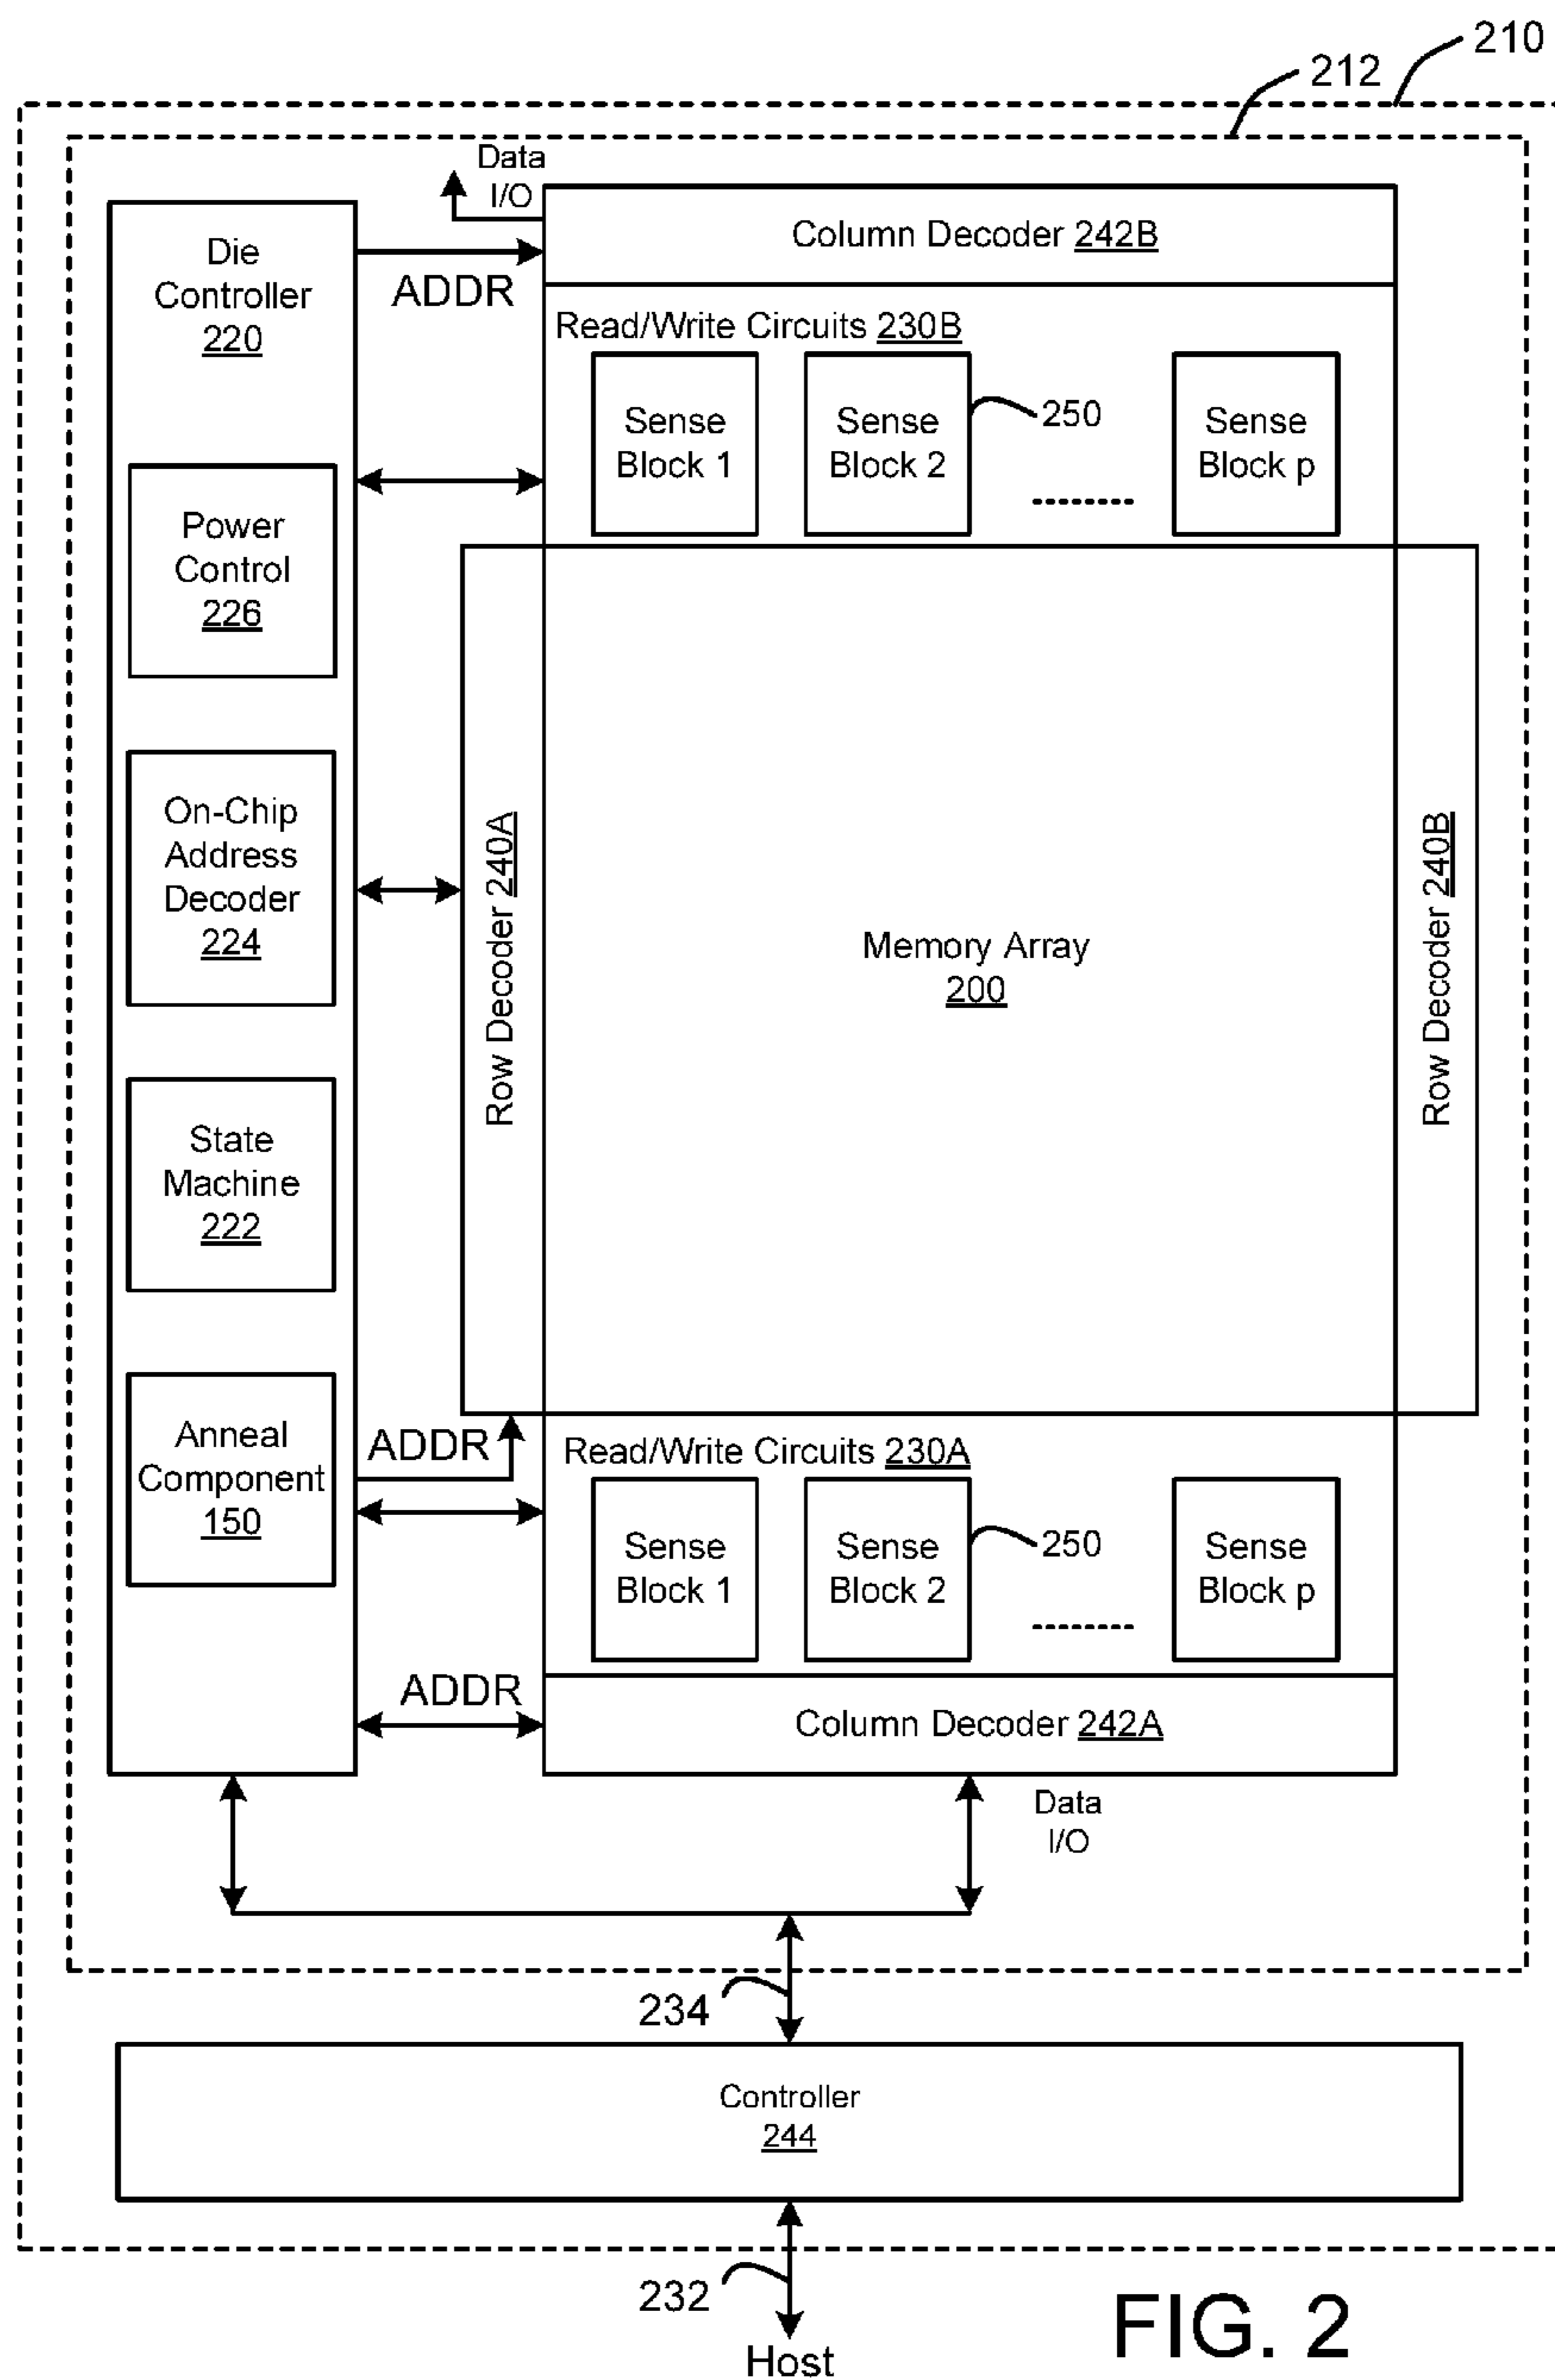 210
212
Data
I/O
Die
Controller
220
ADDR
Column Decoder 242B
Read/Write Circuits 230B
Sense
Block 1
Sense
Block 2
250
........
Sense
Block p
Power
Control
226
On-Chip
Address
Decoder
224
Row Decoder 240A
Memory Array
200
Row Decoder 240B
State
Machine
222
Anneal
Component
150
ADDR
Read/Write Circuits 230A
Sense
Block 1
Sense
Block 2
250
........
Sense
Block p
ADDR
Column Decoder 242A
Data
I/O
234
Controller
244
232
Host
FIG. 2